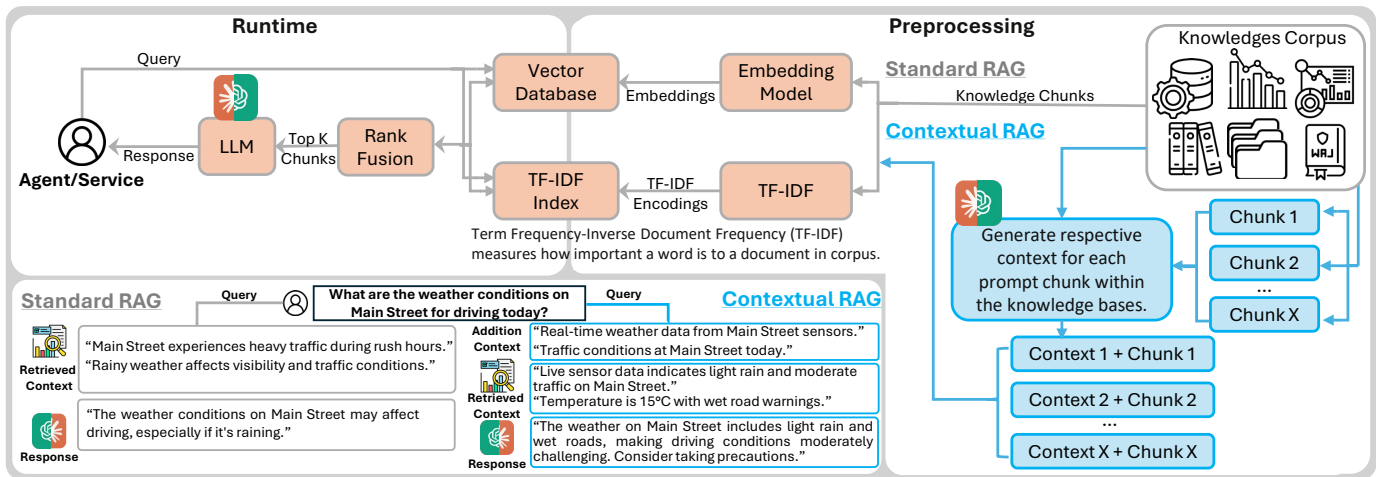 Runtime
Preprocessing
Query
Vector
Database
Embeddings
Embedding
Model
Standard RAG
Knowledge Chunks
Knowledges Corpus
Contextual RAG
Agent/Service
Response
LLM
Top K
Chunks
Rank
Fusion
TF-IDF
Index
TF-IDF
Encodings
TF-IDF
Term Frequency-Inverse Document Frequency (TF-IDF)
measures how important a word is to a document in corpus.
Generate respective
context for each
prompt chunk within
the knowledge bases.
Chunk 1
Chunk 2
...
Chunk X
Context 1 + Chunk 1
Context 2 + Chunk 2
...
Context X + Chunk X
Standard RAG
Query
What are the weather conditions on
Main Street for driving today?
Query
Contextual RAG
Retrieved
Context
“Main Street experiences heavy traffic during rush hours.”
“Rainy weather affects visibility and traffic conditions.”
Response
“The weather conditions on Main Street may affect
driving, especially if it's raining.”
Addition
Context
“Real-time weather data from Main Street sensors.”
“Traffic conditions at Main Street today.”
Retrieved
Context
“Live sensor data indicates light rain and moderate
traffic on Main Street.”
“Temperature is 15°C with wet road warnings.”
Response
“The weather on Main Street includes light rain and
wet roads, making driving conditions moderately
challenging. Consider taking precautions.”